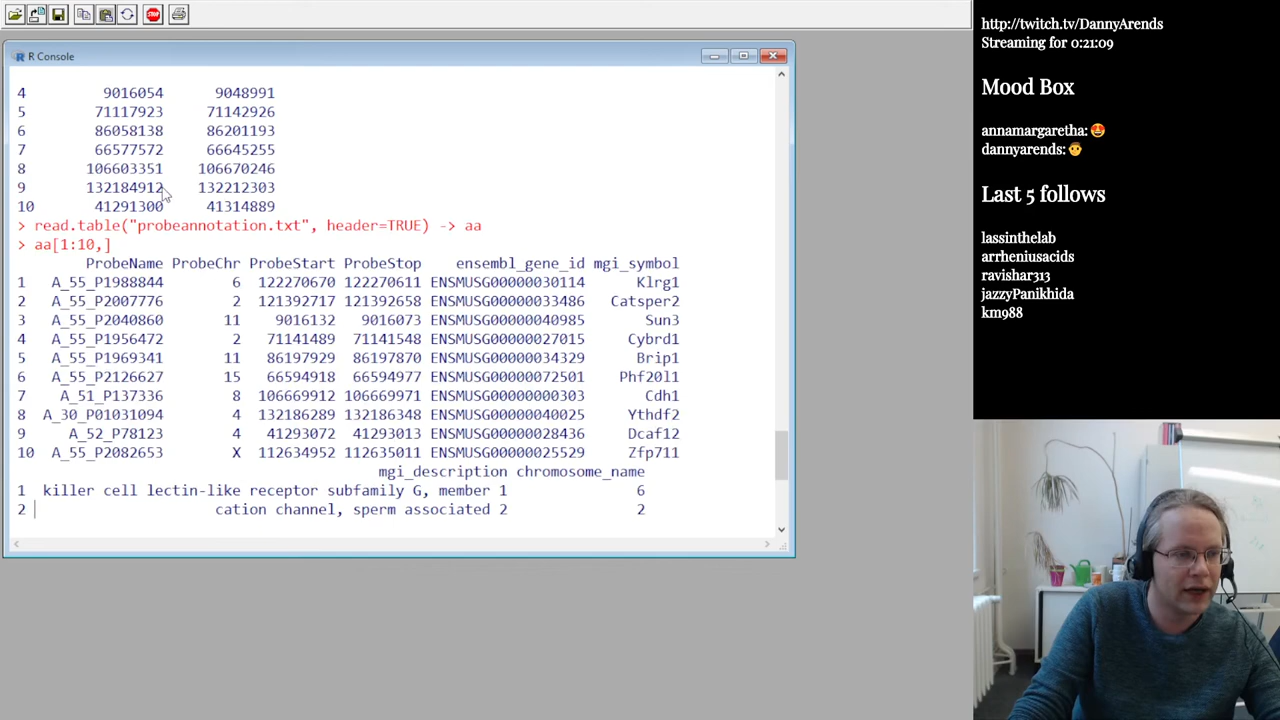 R Console
4 9016054 9048991
5 71117923 71142926
6 86058138 86201193
7 66577572 66645255
8 106603351 106670246
9 132184912 132212303
10 41291300 41314889
> read.table("probeannotation.txt", header=TRUE) -> aa
> aa[1:10,]
ProbeName ProbeChr ProbeStart ProbeStop ensembl_gene_id mgi_symbol
1 A_55_P1988844 6 122270670 122270611 ENSMUSG00000030114 Klrg1
2 A_55_P2007776 2 121392717 121392658 ENSMUSG00000033486 Catsper2
3 A_55_P2040860 11 9016132 9016073 ENSMUSG00000040985 Sun3
4 A_55_P1956472 2 71141489 71141548 ENSMUSG00000027015 Cybrd1
5 A_55_P1969341 11 86197929 86197870 ENSMUSG00000034329 Brip1
6 A_55_P2126627 15 66594918 66594977 ENSMUSG00000072501 Phf20l1
7 A_51_P137336 8 106669912 106669971 ENSMUSG00000000303 Cdh1
8 A_30_P01031094 4 132186289 132186348 ENSMUSG00000040025 Ythdf2
9 A_52_P78123 4 41293072 41293013 ENSMUSG00000028436 Dcaf12
10 A_55_P2082653 X 112634952 112635011 ENSMUSG00000025529 Zfp711
mgi_description chromosome_name
1 killer cell lectin-like receptor subfamily G, member 1 6
2 cation channel, sperm associated 2 2
http://twitch.tv/DannyArends
Streaming for 0:21:09
Mood Box
annamargaretha: 😍
dannyarends:
Last 5 follows
lassinthelab
arrheniusacids
ravishar313
jazzyPanikhida
km988
STOP